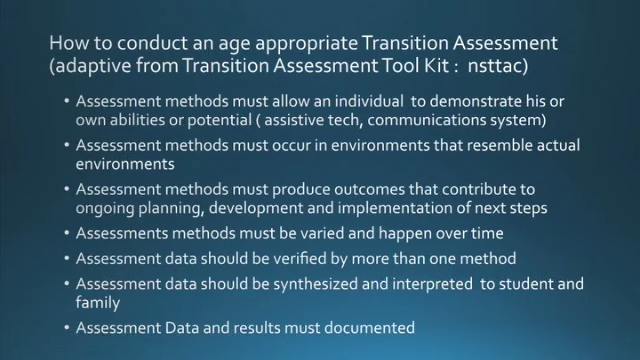 How to conduct an age appropriate Transition Assessment
(adaptive from Transition Assessment Tool Kit :  nsttac)
• Assessment methods must allow an individual  to demonstrate his or
own abilities or potential ( assistive tech, communications system)
• Assessment methods must occur in environments that resemble actual
environments
• Assessment methods must produce outcomes that contribute to
ongoing planning, development and implementation of next steps
• Assessments methods must be varied and happen over time
• Assessment data should be verified by more than one method
• Assessment data should be synthesized and interpreted  to student and
family
• Assessment Data and results must documented